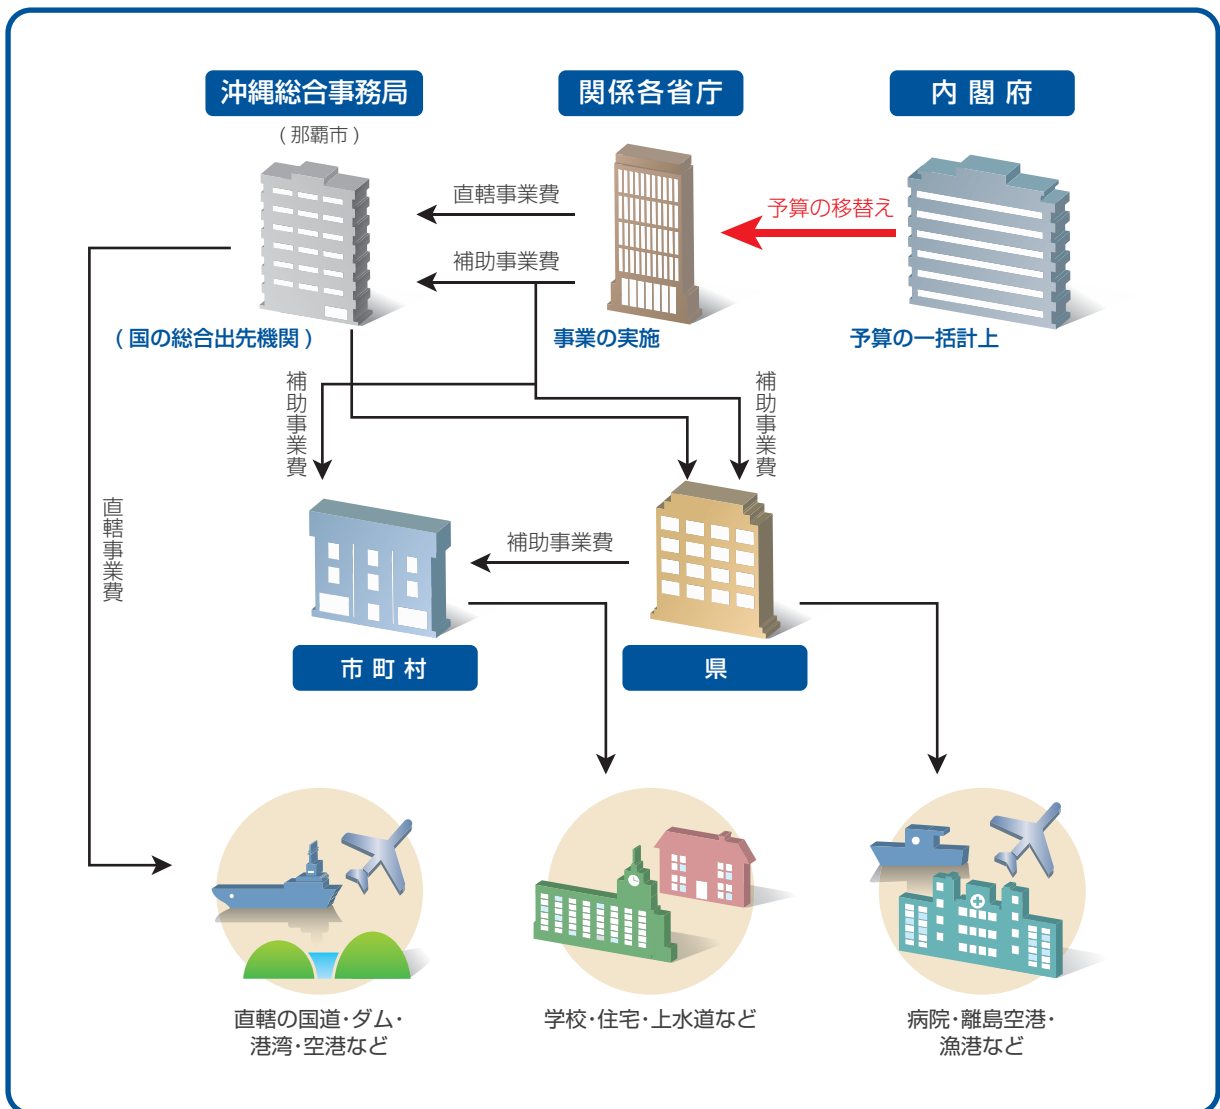 沖縄総合事務局
関係各省庁
内閣府
(那覇市)
直轄事業費
予算の移替え
補助事業費
(国の総合出先機関)
事業の実施
予算の一括計上
補助事業費
補助事業費
直轄事業費
補助事業費
市町村
県
直轄の国道・ダム・
港湾・空港など
学校・住宅・上水道など
病院・離島空港・
漁港など